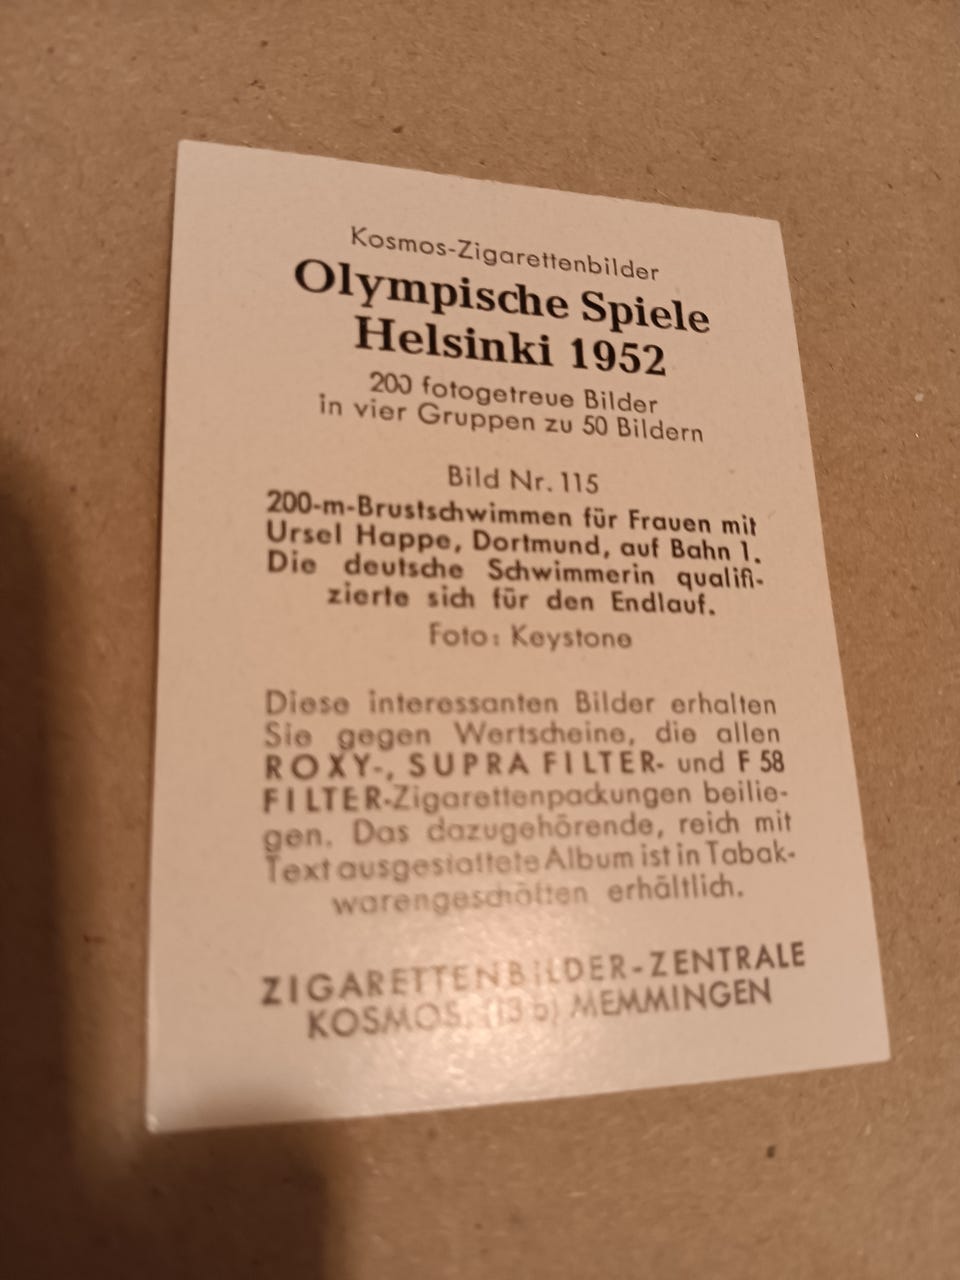 Kosmos-Zigarettenbilder
Olympische Spiele
Helsinki 1952
200 fotogetreue Bilder
in vier Gruppen zu 50 Bildern
Bild Nr. 115
200-m-Brustschwimmen für Frauen mit
Ursel Happe, Dortmund, auf Bahn 1.
Die deutsche Schwimmerin qualifi-
zierte sich für den Endlauf.
Foto: Keystone
Diese interessanten Bilder erhalten
Sie gegen Wertscheine, die allen
ROXY-, SUPRA FILTER- und F 58
FILTER-Zigarettenpackungen beilie-
gen. Das dazugehörende, reich mit
Text ausgestattete Album ist in Tabak-
warengeschäften erhältlich.
ZIGARETTENBILDER-ZENTRALE
KOSMOS, (13 b) MEMMINGEN